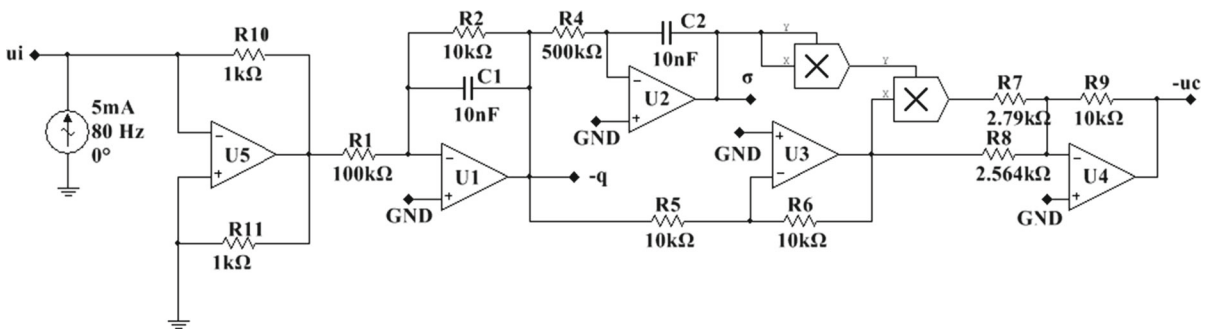 ui
R10
1kΩ
5mA
80 Hz
0°
U5
R11
1kΩ
R1
100kΩ
R2
10kΩ
C1
10nF
U1
GND
-q
R4
500kΩ
C2
10nF
U2
GND
σ
Y
X
Y
X
R5
10kΩ
GND
U3
R6
10kΩ
R7
2.79kΩ
R8
2.564kΩ
R9
10kΩ
U4
GND
-uc